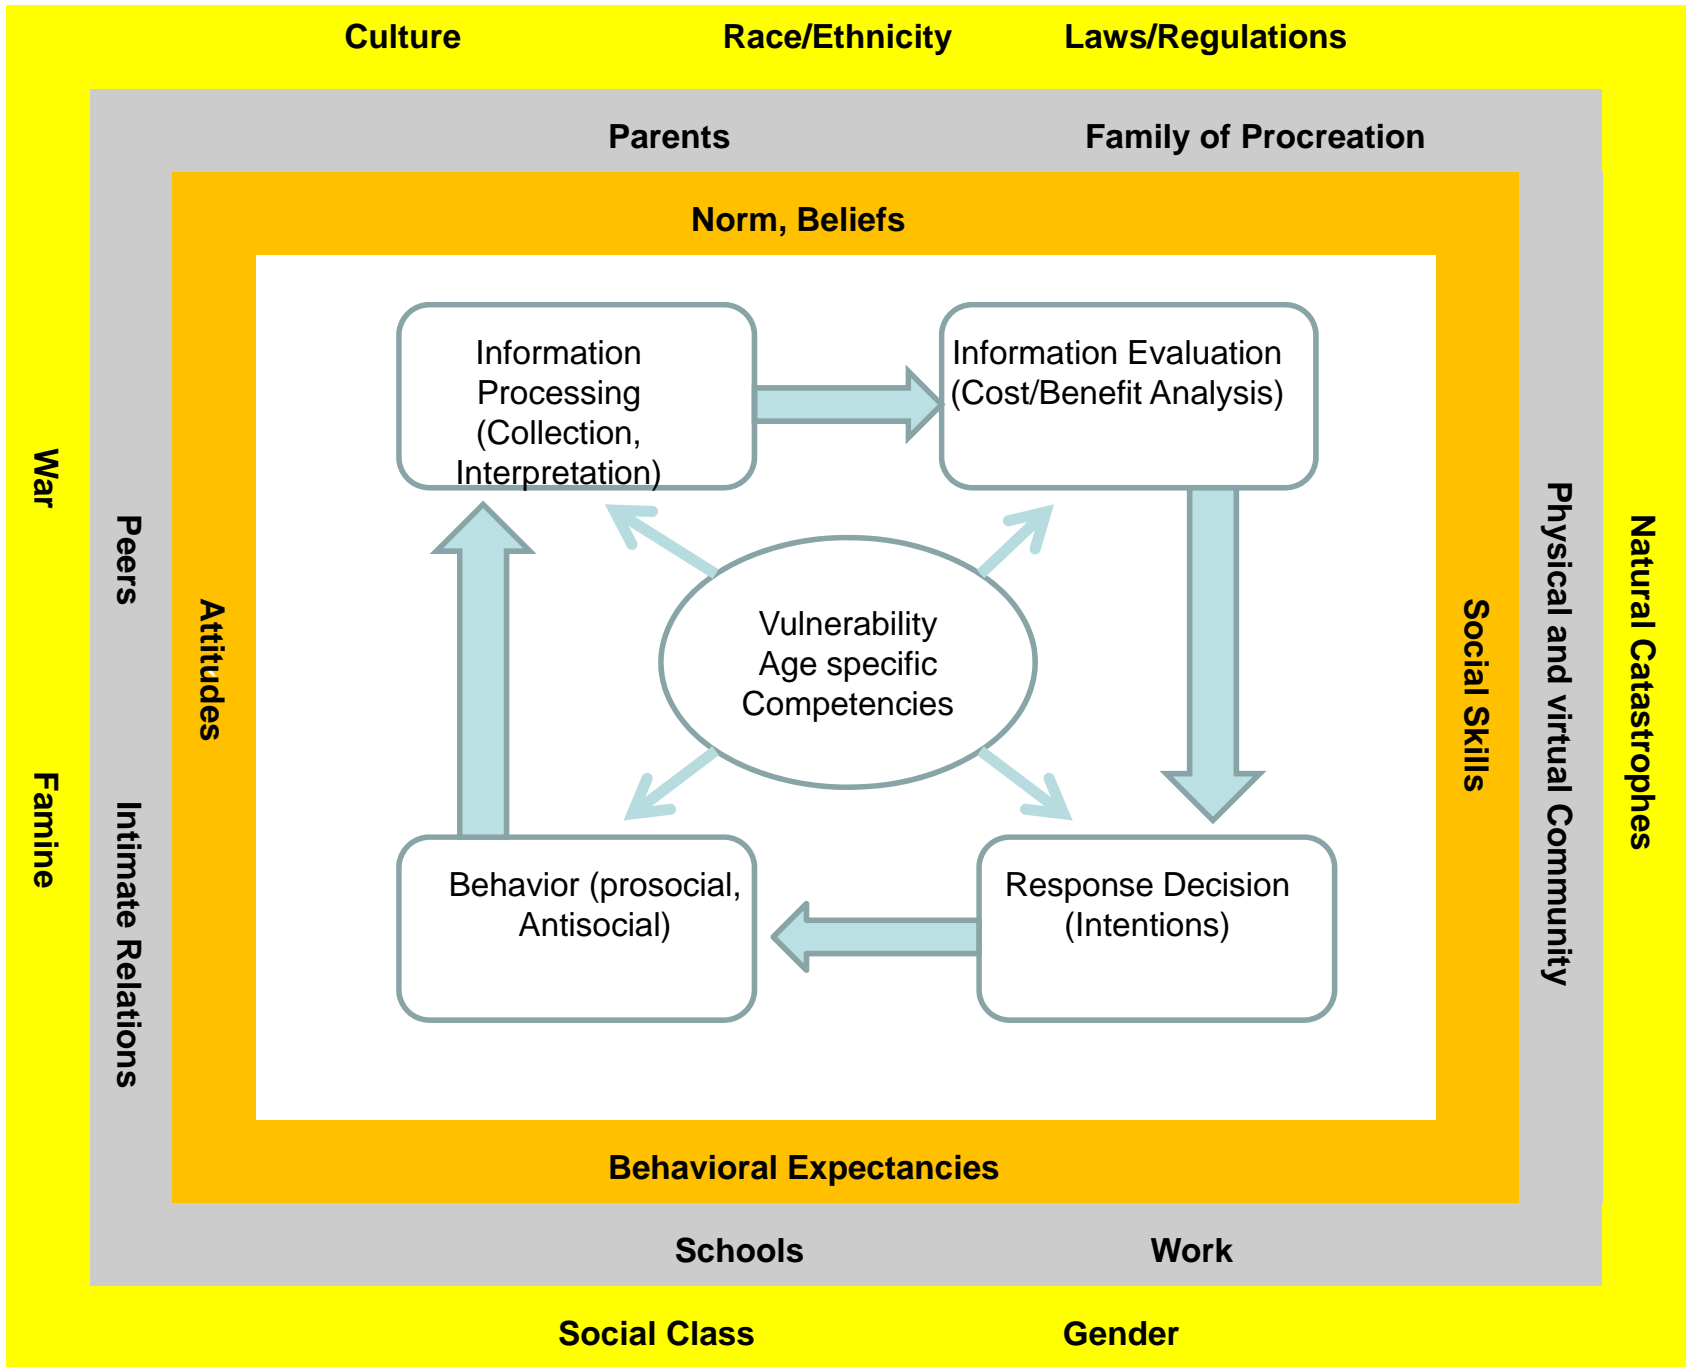 Culture
Race/Ethnicity
Laws/Regulations
Parents
Family of Procreation
Norm, Beliefs
Information
Processing
(Collection,
Interpretation)
Information Evaluation
(Cost/Benefit Analysis)
War
Famine
Peers
Intimate Relations
Attitudes
Vulnerability
Age specific
Competencies
Social Skills
Physical and virtual Community
Natural Catastrophes
Behavior (prosocial,
Antisocial)
Response Decision
(Intentions)
Behavioral Expectancies
Schools
Work
Social Class
Gender